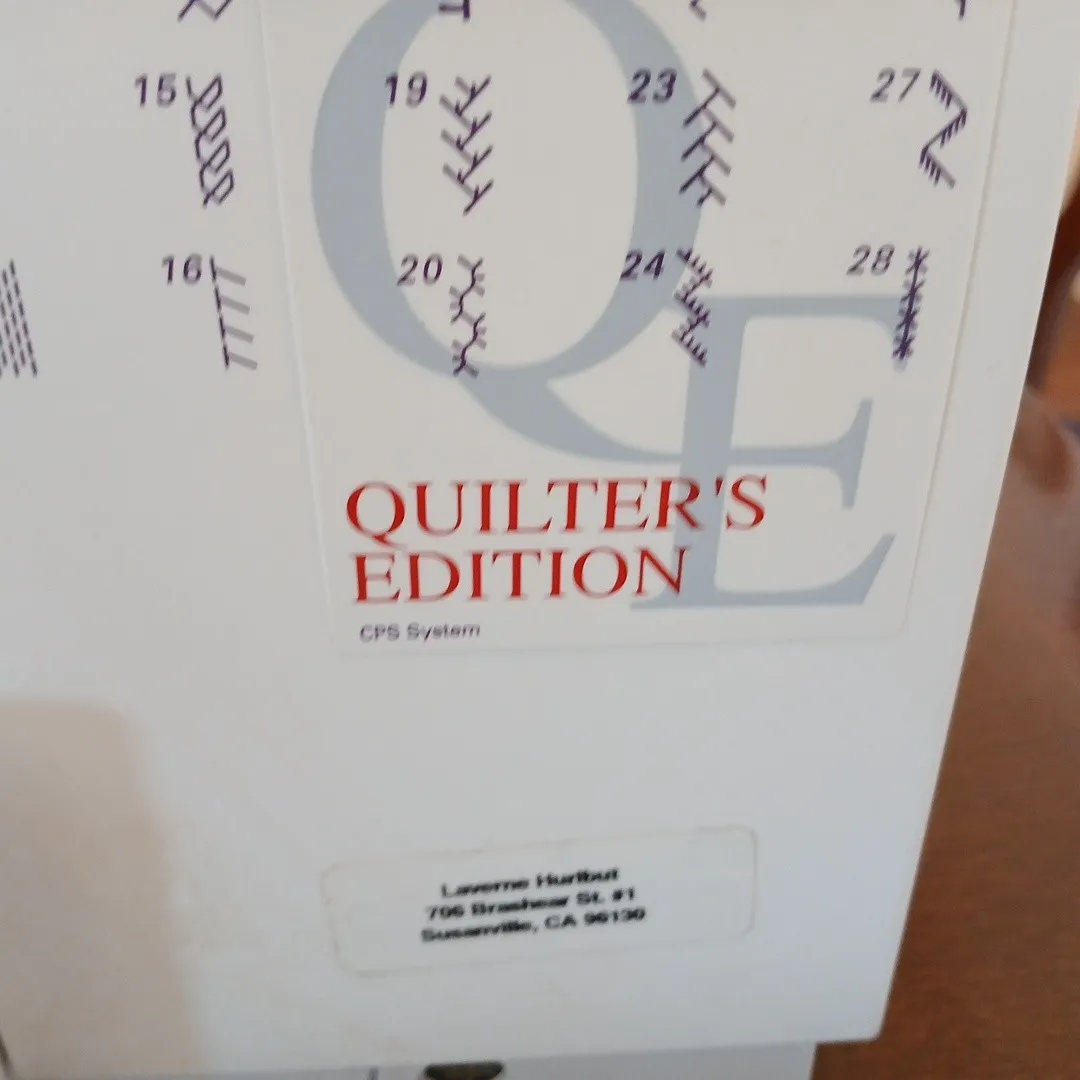 15
19
23
27
16
20
24
28
QE
QUILTER'S
EDITION
CPS System
Laverne Hurlbut
706 Brashear St. #1
Susanville, CA 96130